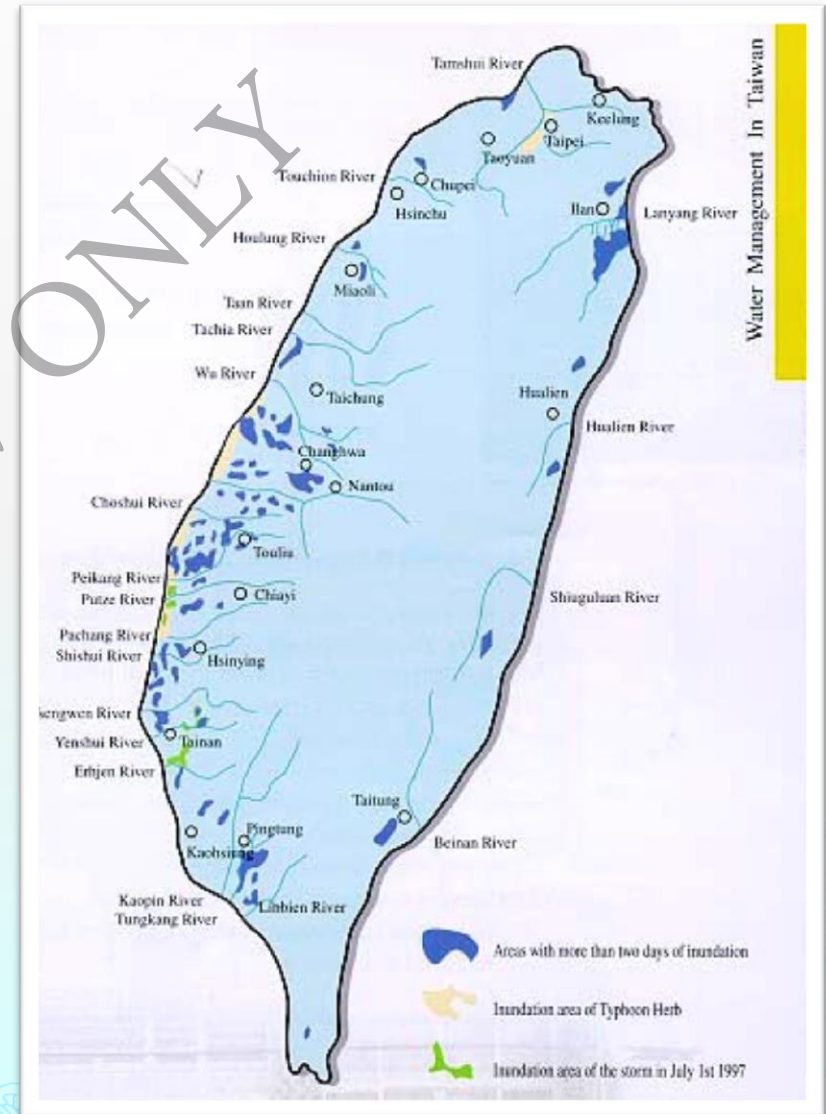 ONLY
Water Management In Taiwan
Tamshui River
Keelung
Taipei
Taoyuan
Touchion River
Chupei
Hsinchu
Ilan
Lanyang River
Houlung River
Miaoli
Taan River
Tachia River
Wu River
Taichung
Hualien
Hualien River
Changhwa
Nantou
Choshui River
Touliu
Peikang River
Putze River
Chiayi
Shiuguluan River
Pachang River
Shishui River
Hsinying
sengwen River
Yenshui River
Tainan
Erhjen River
Taitung
Pingtung
Kaohsiung
Beinan River
Kaopin River
Tungkang River
Linbien River
Areas with more than two days of inundation
Inundation area of Typhoon Herb
Inundation area of the storm in July 1st 1997